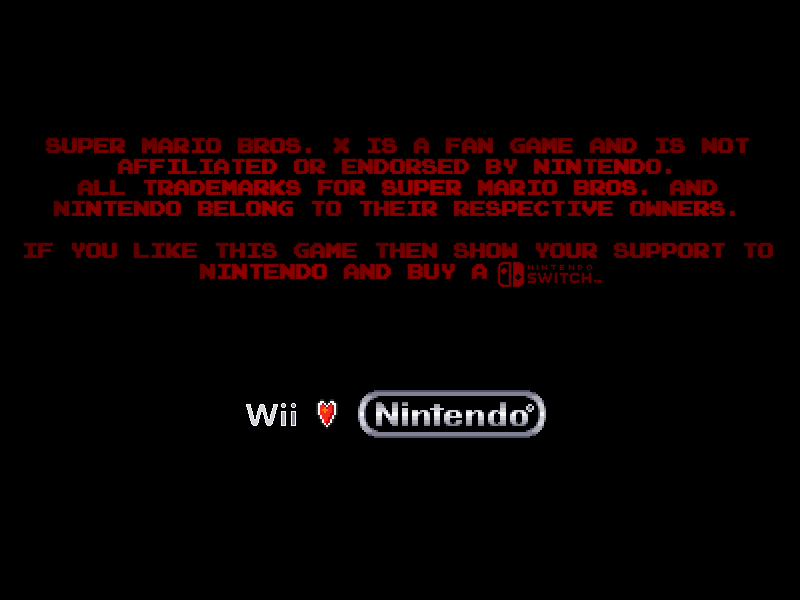 SUPER MARIO BROS. X IS A FAN GAME AND IS NOT
AFFILIATED OR ENDORSED BY NINTENDO.
ALL TRADEMARKS FOR SUPER MARIO BROS. AND
NINTENDO BELONG TO THEIR RESPECTIVE OWNERS.
IF YOU LIKE THIS GAME THEN SHOW YOUR SUPPORT TO
NINTENDO AND BUY A NINTENDO SWITCH™
Wii Nintendo®